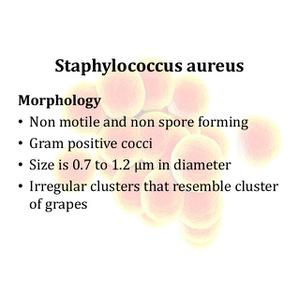 Staphylococcus aureus
Morphology
• Non motile and non spore forming
• Gram positive cocci
• Size is 0.7 to 1.2 µm in diameter
• Irregular clusters that resemble cluster
of grapes